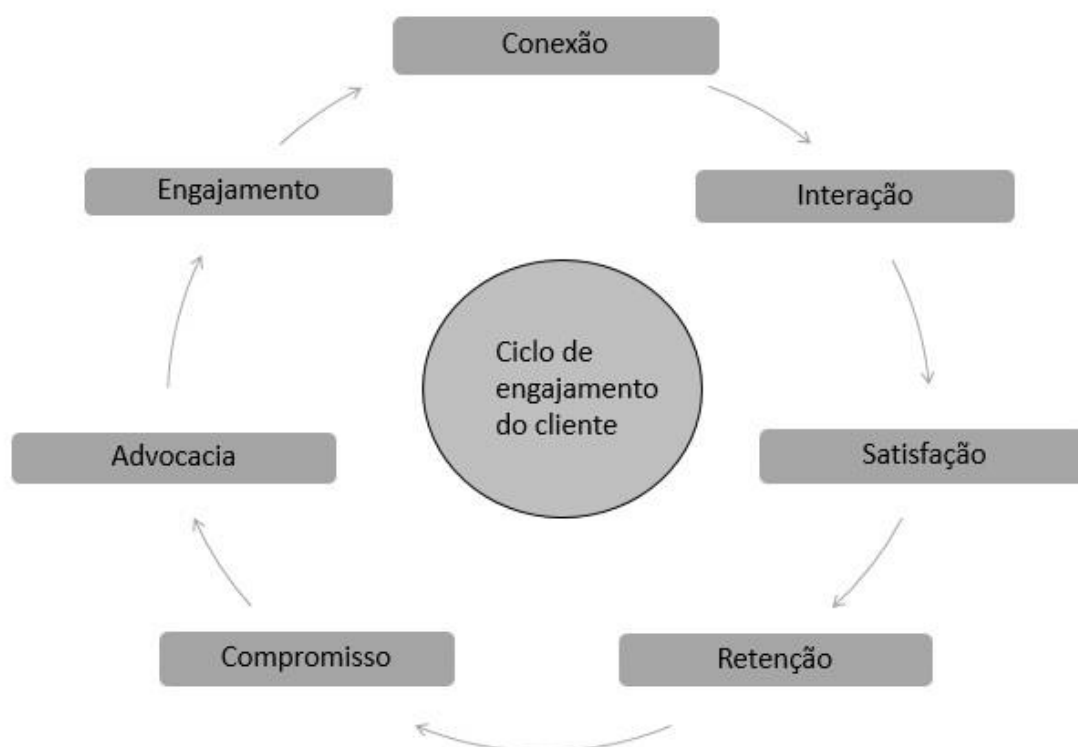 Conexão
Engajamento
Interação
Ciclo de
engajamento
do cliente
Advocacia
Satisfação
Compromisso
Retenção